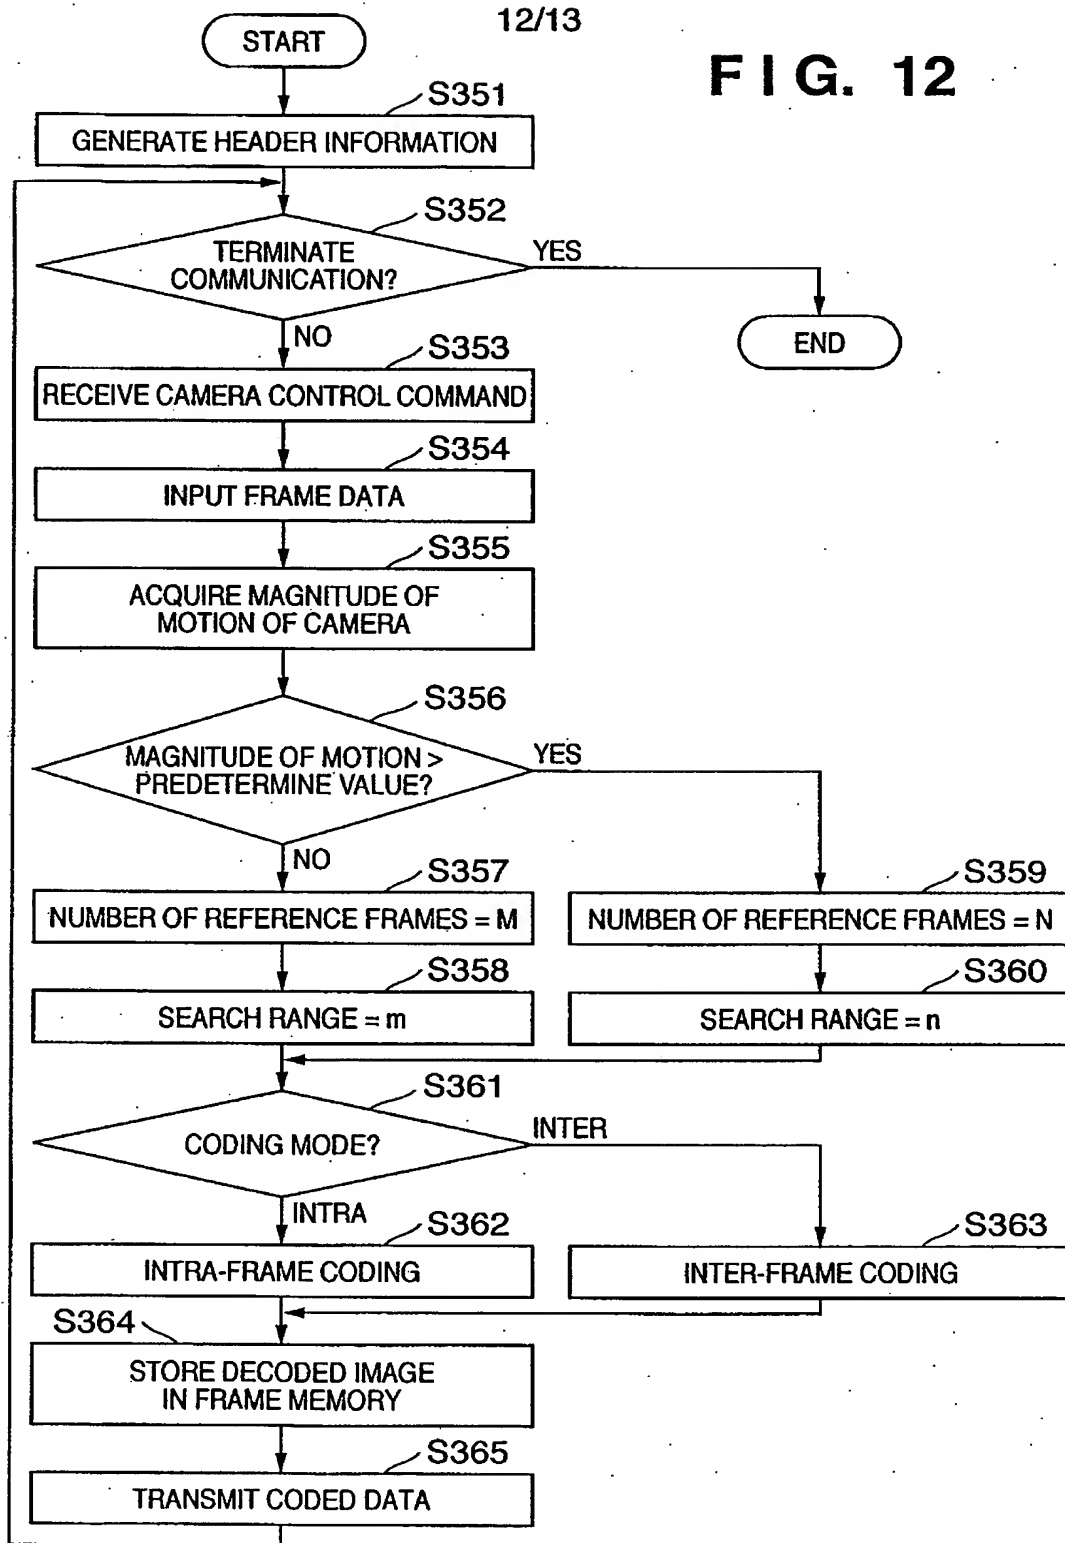 12/13
FIG. 12
START
S351
GENERATE HEADER INFORMATION
S352
TERMINATE
COMMUNICATION?
YES
END
NO
S353
RECEIVE CAMERA CONTROL COMMAND
S354
INPUT FRAME DATA
S355
ACQUIRE MAGNITUDE OF
MOTION OF CAMERA
S356
MAGNITUDE OF MOTION >
PREDETERMINE VALUE?
YES
NO
S357
NUMBER OF REFERENCE FRAMES = M
S359
NUMBER OF REFERENCE FRAMES = N
S358
SEARCH RANGE = m
S360
SEARCH RANGE = n
S361
CODING MODE?
INTER
INTRA
S362
INTRA-FRAME CODING
S363
INTER-FRAME CODING
S364
STORE DECODED IMAGE
IN FRAME MEMORY
S365
TRANSMIT CODED DATA